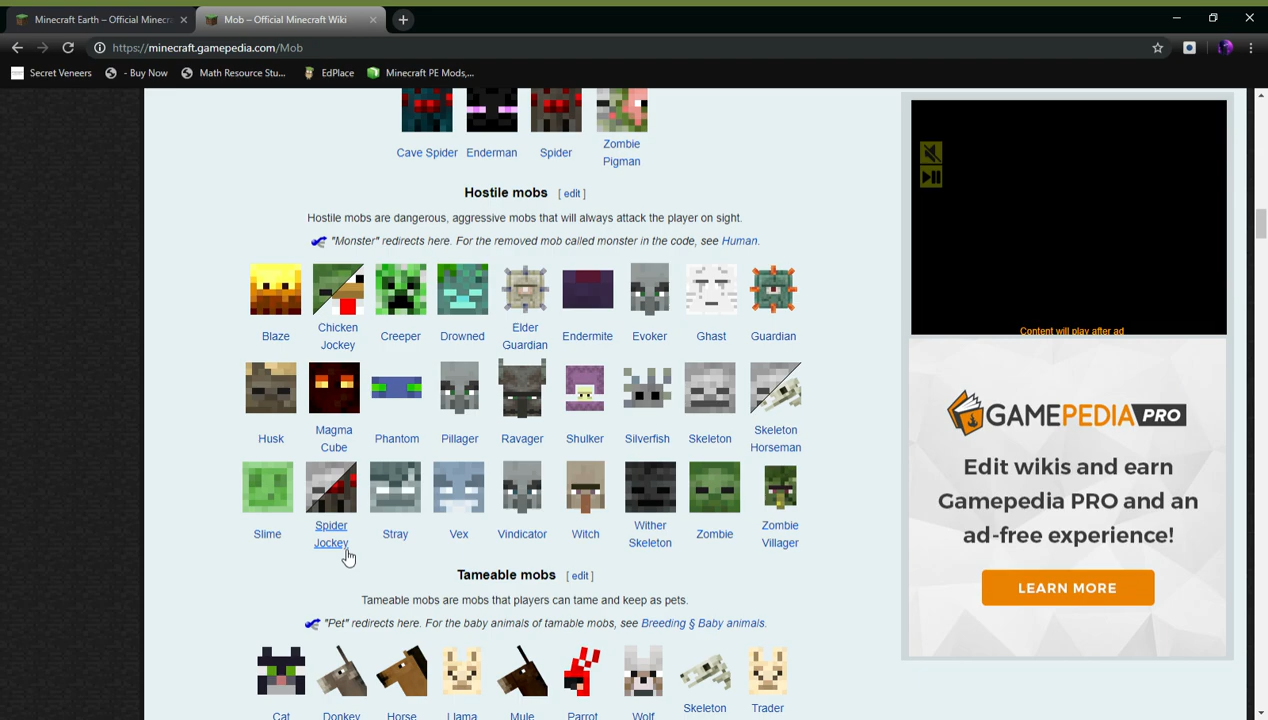 Minecraft Earth – Official Minecr
Mob – Official Minecraft Wiki
https://minecraft.gamepedia.com/Mob
Secret Veneers
- Buy Now
Math Resource Stu...
EdPlace
Minecraft PE Mods,...
Cave Spider
Enderman
Spider
Zombie
Pigman
Hostile mobs [ edit ]
Hostile mobs are dangerous, aggressive mobs that will always attack the player on sight.
"Monster" redirects here. For the removed mob called monster in the code, see Human.
Blaze
Chicken
Jockey
Creeper
Drowned
Elder
Guardian
Endermite
Evoker
Ghast
Guardian
Husk
Magma
Cube
Phantom
Pillager
Ravager
Shulker
Silverfish
Skeleton
Skeleton
Horseman
Slime
Spider
Jockey
Stray
Vex
Vindicator
Witch
Wither
Skeleton
Zombie
Zombie
Villager
Tameable mobs [ edit ]
Tameable mobs are mobs that players can tame and keep as pets.
"Pet" redirects here. For the baby animals of tamable mobs, see Breeding § Baby animals.
Cat
Donkey
Horse
Llama
Mule
Parrot
Wolf
Skeleton
Trader
Content will play after ad
GAMEPEDIA PRO
Edit wikis and earn
Gamepedia PRO and an
ad-free experience!
LEARN MORE